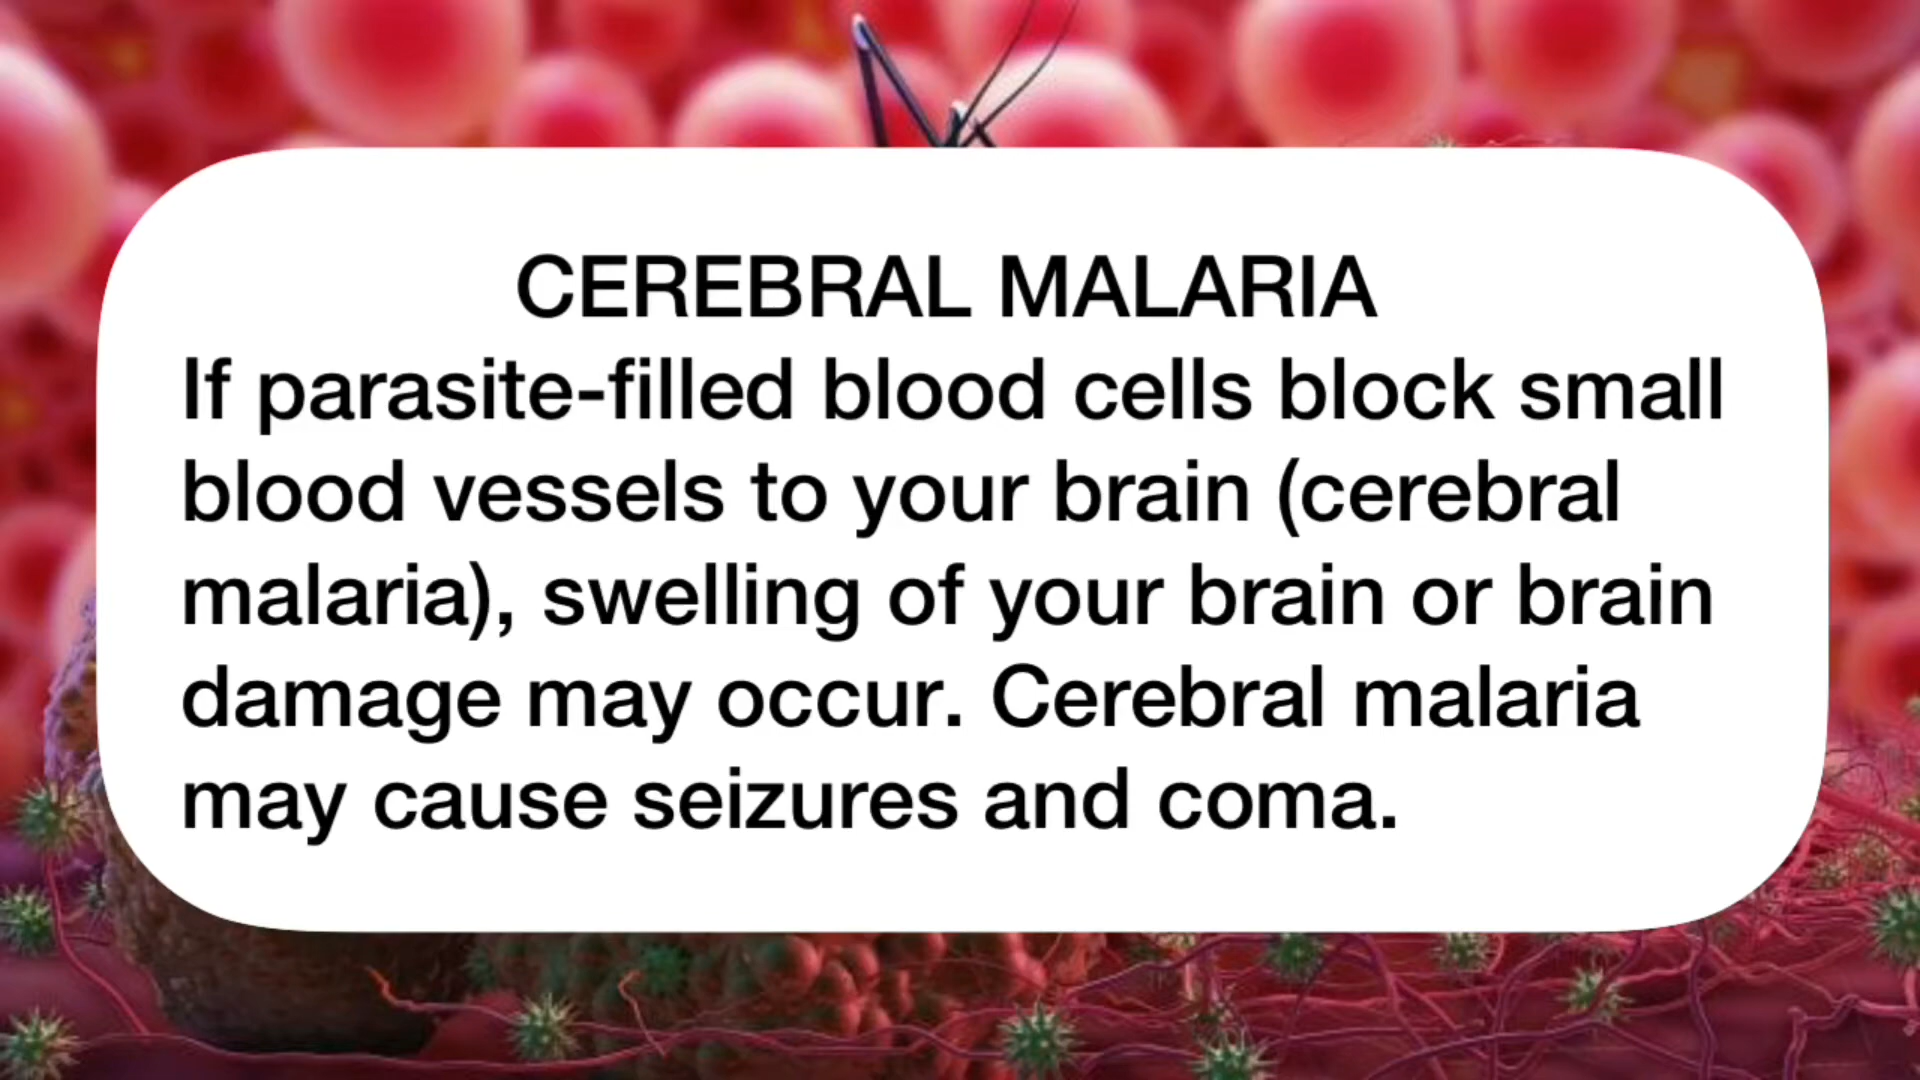 CEREBRAL MALARIA
If parasite-filled blood cells block small
blood vessels to your brain (cerebral
malaria), swelling of your brain or brain
damage may occur. Cerebral malaria
may cause seizures and coma.